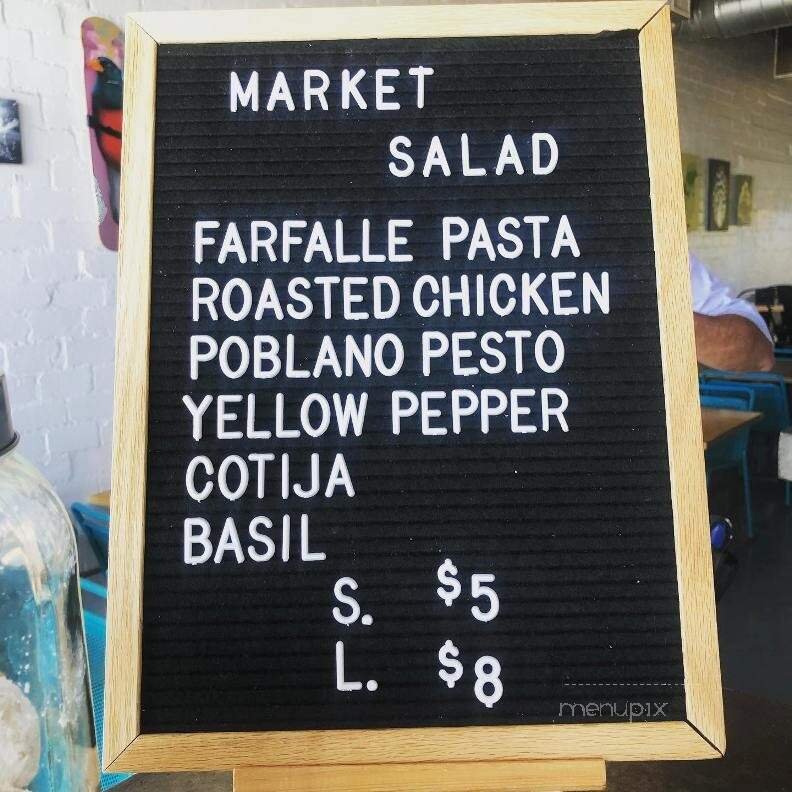 MARKET
SALAD
FARFALLE PASTA
ROASTED CHICKEN
POBLANO PESTO
YELLOW PEPPER
COTIJA
BASIL
S. $5
L. $8
menupix